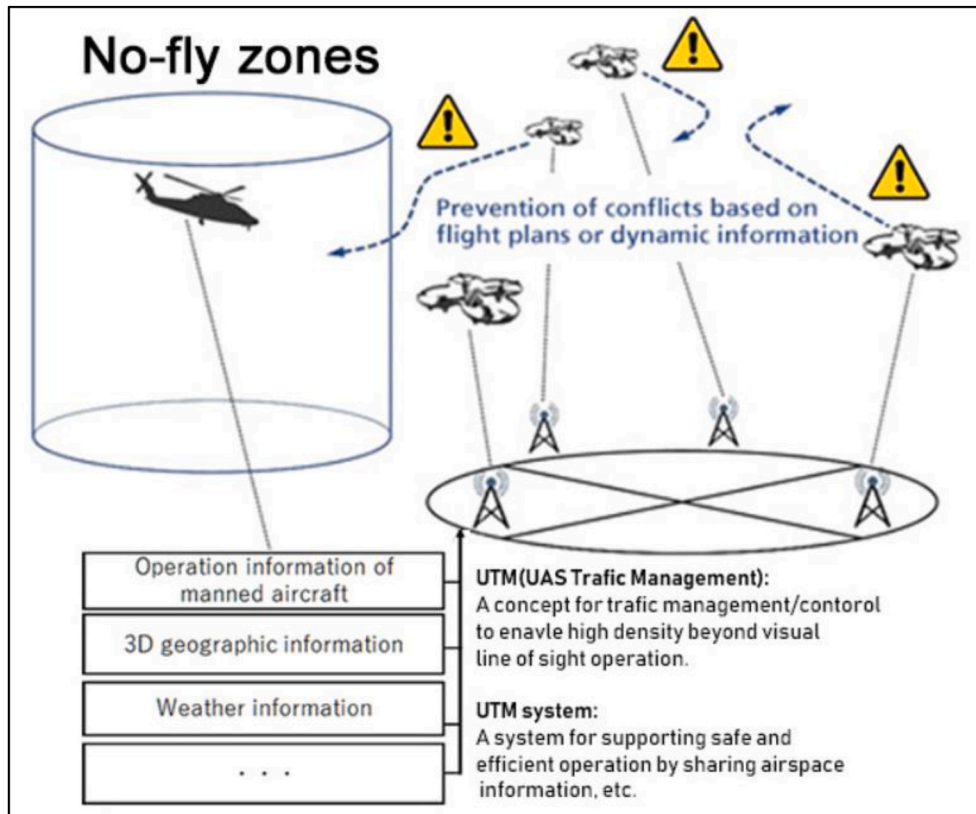 No-fly zones
Prevention of conflicts based on
flight plans or dynamic information
Operation information of
manned aircraft
3D geographic information
Weather information
. . .
UTM(UAS Trafic Management):
A concept for trafic management/contorol
to enavle high density beyond visual
line of sight operation.
UTM system:
A system for supporting safe and
efficient operation by sharing airspace
information, etc.